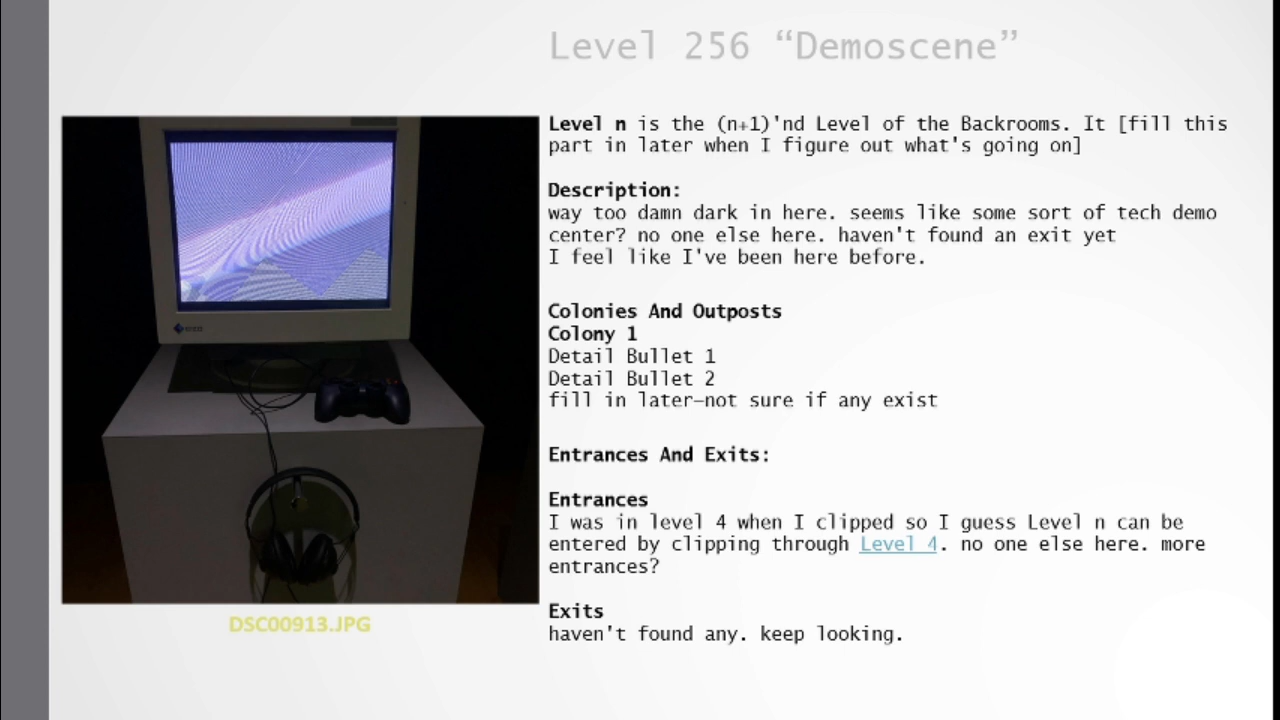 Level 256 “Demoscene”
Level n is the (n+1)'nd Level of the Backrooms. It [fill this
part in later when I figure out what's going on]
Description:
way too damn dark in here. seems like some sort of tech demo
center? no one else here. haven't found an exit yet
I feel like I've been here before.
Colonies And Outposts
Colony 1
Detail Bullet 1
Detail Bullet 2
fill in later—not sure if any exist
Entrances And Exits:
Entrances
I was in level 4 when I clipped so I guess Level n can be
entered by clipping through Level 4. no one else here. more
entrances?
Exits
haven't found any. keep looking.
DSC00913.JPG